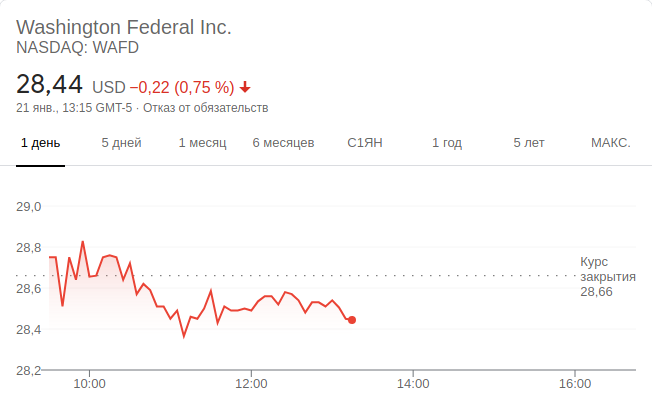 Washington Federal Inc.
NASDAQ: WAFD
28,44 USD −0,22 (0,75 %)
21 янв., 13:15 GMT-5 · Отказ от обязательств
1 день 5 дней 1 месяц 6 месяцев С1ЯН 1 год 5 лет МАКС.
29,0
28,8
Курс
закрытия
28,66
28,6
28,4
28,2
10:00 12:00 14:00 16:00